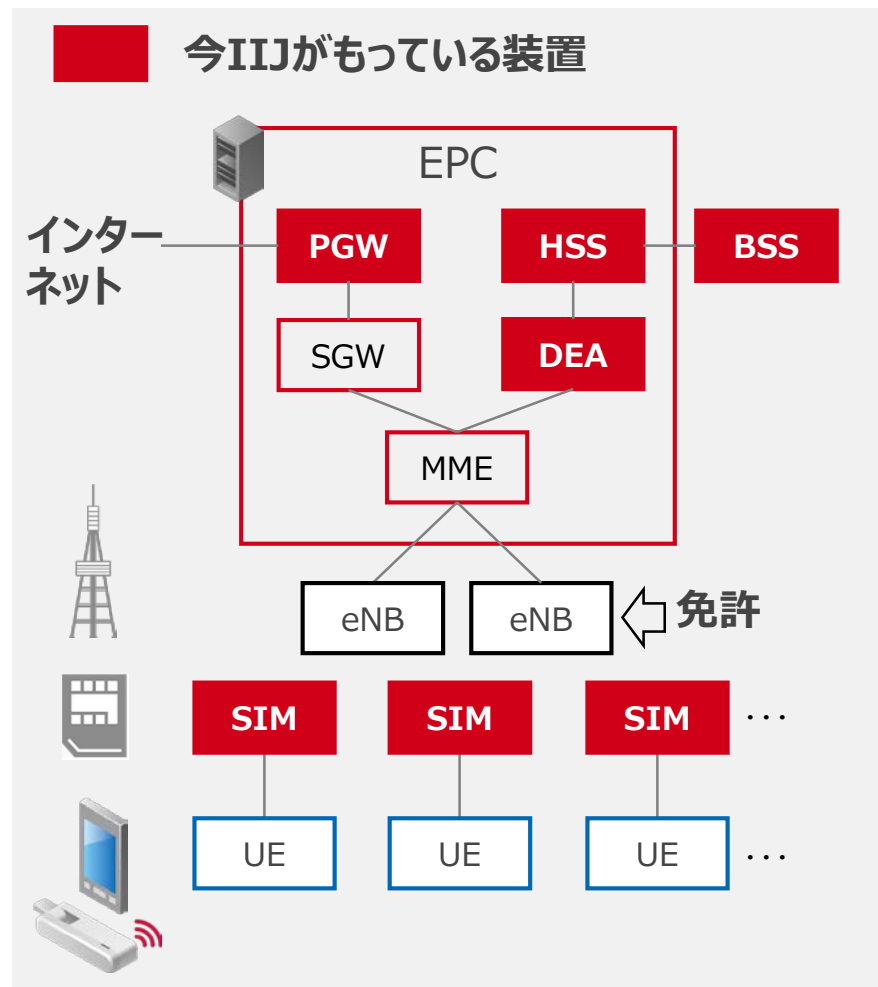 今IIJがもっている装置
EPC
インター
ネット
PGW
HSS
BSS
SGW
DEA
MME
eNB
eNB
免許
SIM
SIM
SIM
···
UE
UE
UE
···